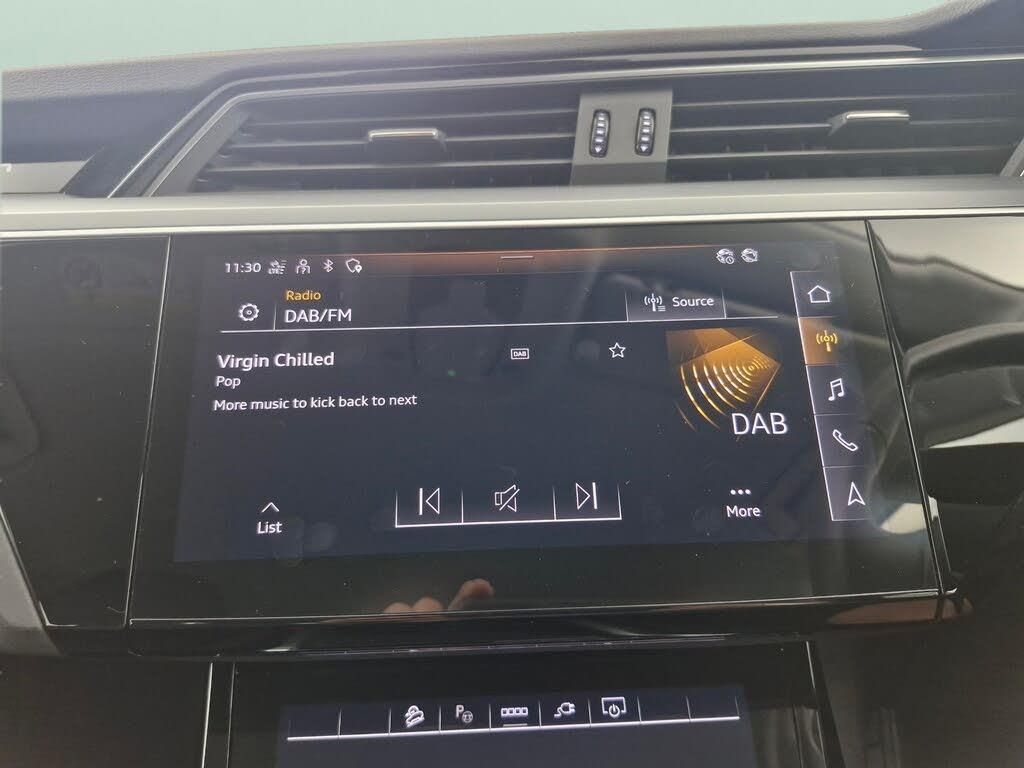 11:30
LTE
Radio
DAB/FM
Source
Virgin Chilled
DAB
Pop
More music to kick back to next
DAB
List
More
P